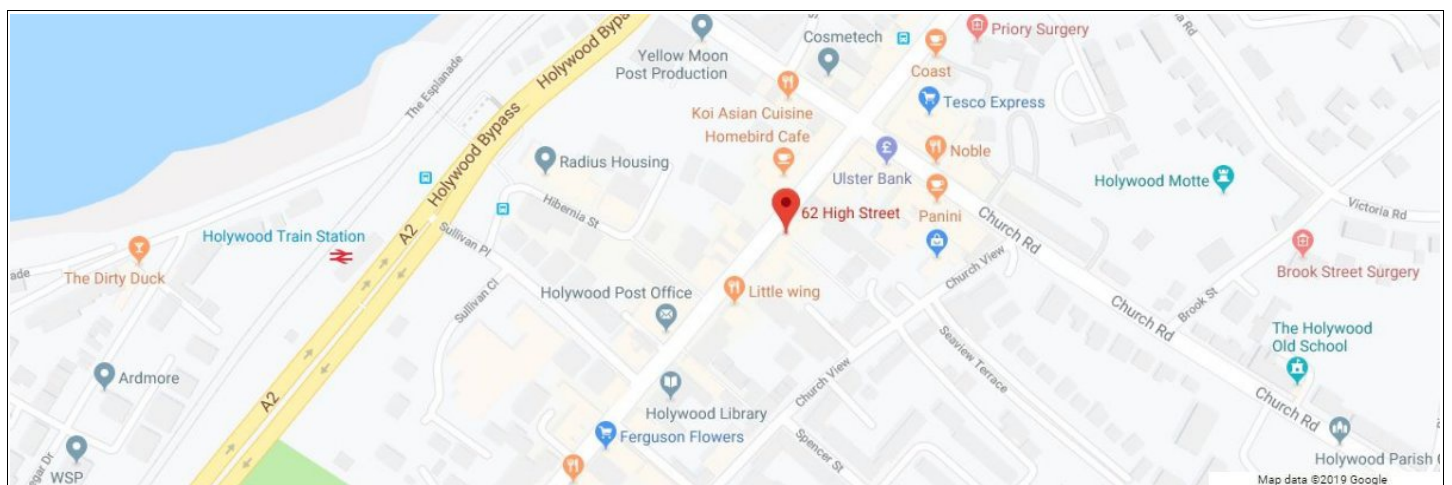 Yellow Moon
Post Production
Cosmetech
Priory Surgery
Coast
Victoria Rd
Holywood Bypass
The Esplanade
Koi Asian Cuisine
Homebird Cafe
Tesco Express
Holywood Bypass
Radius Housing
Ulster Bank
Noble
Holywood Motte
62 High Street
Panini
Hibernia St
Victoria Rd
Holywood Train Station
A2
Sullivan Pl
Church Rd
The Dirty Duck
Brook Street Surgery
Church View
Holywood Post Office
Little wing
Sullivan Cl
Brook St
Church Rd
The Holywood
Old School
Seaview Terrace
Ardmore
Church View
A2
Holywood Library
Church Rd
Ferguson Flowers
Spencer St
Holywood Parish
WSP
Map data ©2019 Google